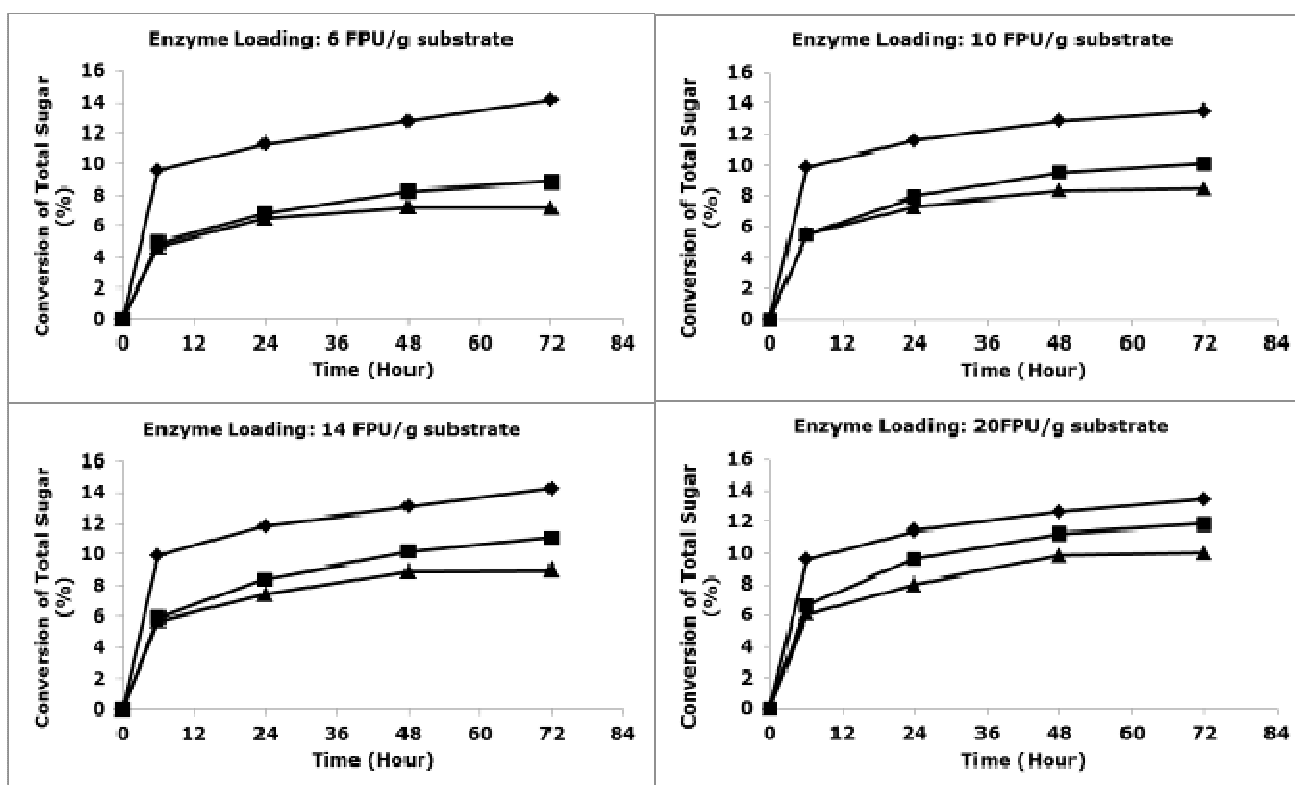 Enzyme Loading: 6 FPU/g substrate
Conversion of Total Sugar
(%)
16
14
12
10
8
6
4
2
0
0 12 24 36 48 60 72 84
Time (Hour)
Enzyme Loading: 10 FPU/g substrate
Conversion of Total Sugar
(%)
16
14
12
10
8
6
4
2
0
0 12 24 36 48 60 72 84
Time (Hour)
Enzyme Loading: 14 FPU/g substrate
Conversion of Total Sugar
(%)
16
14
12
10
8
6
4
2
0
0 12 24 36 48 60 72 84
Time (Hour)
Enzyme Loading: 20FPU/g substrate
Conversion of Total Sugar
(%)
16
14
12
10
8
6
4
2
0
0 12 24 36 48 60 72 84
Time (Hour)